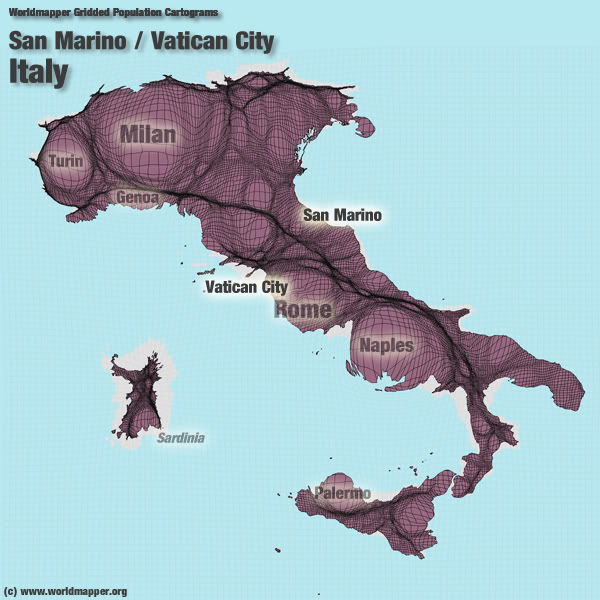 Worldmapper Gridded Population Cartograms
San Marino / Vatican City
Italy
Milan
Turin
Genoa
San Marino
Vatican City
Rome
Naples
Sardinia
Palermo
(c) www.worldmapper.org